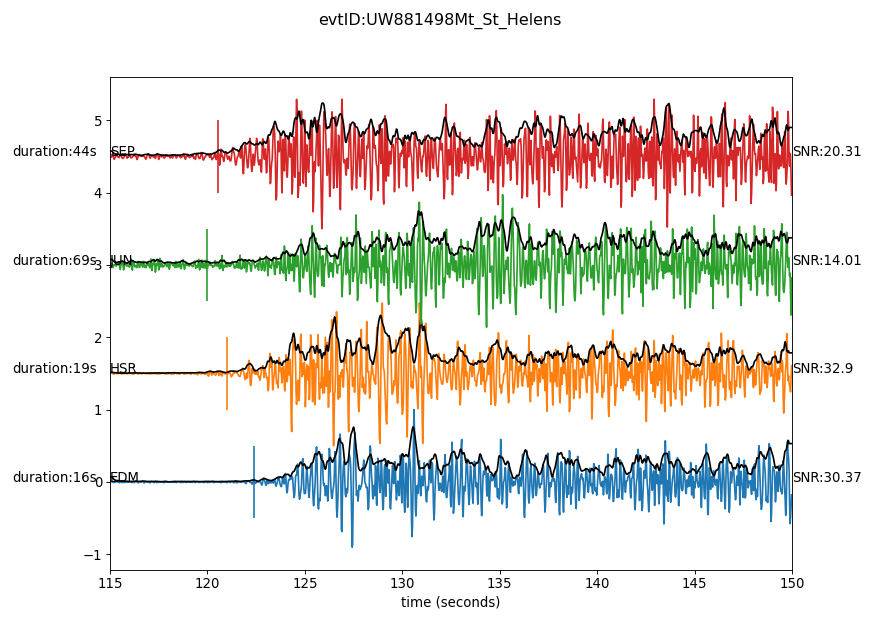 evtID:UW881498Mt_St_Helens
5
duration:44s SEP SNR:20.31
4
duration:69s 3 JUN SNR:14.01
2
duration:19s HSR SNR:32.9
1
duration:16s 0 EDM SNR:30.37
−1
115 120 125 130 135 140 145 150
time (seconds)